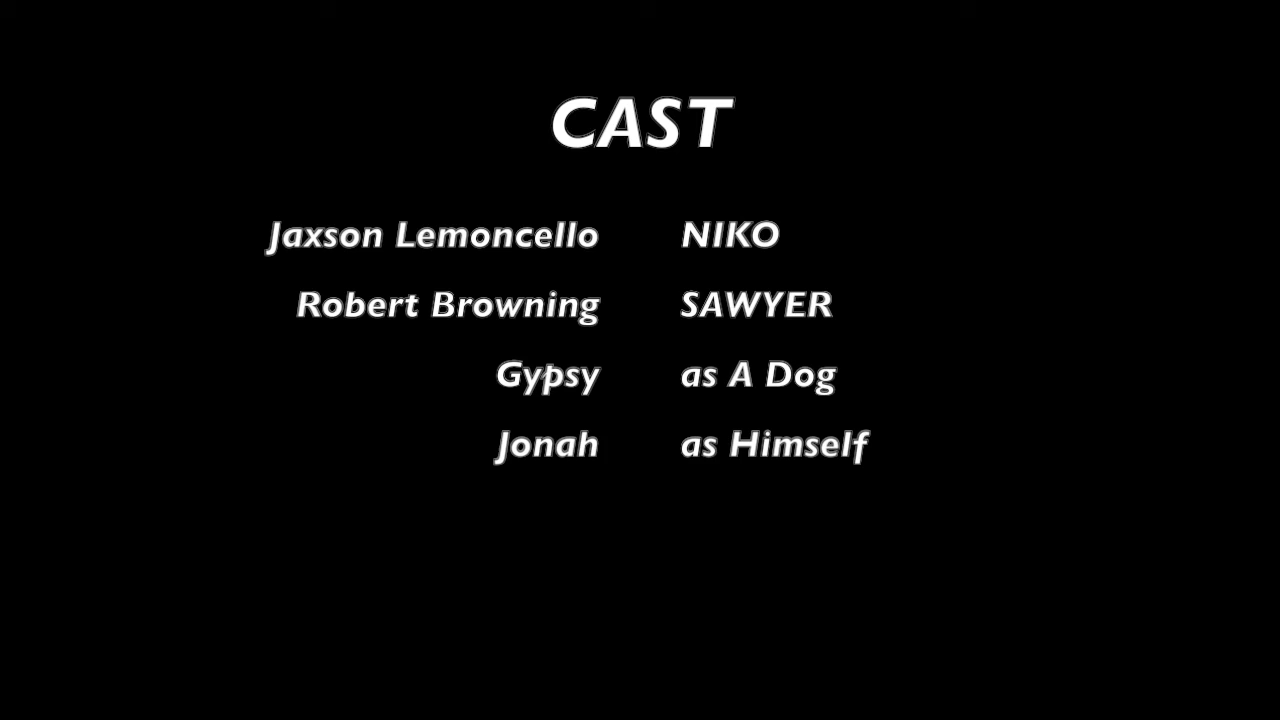 CAST
Jaxson Lemoncello NIKO
Robert Browning SAWYER
Gypsy as A Dog
Jonah as Himself